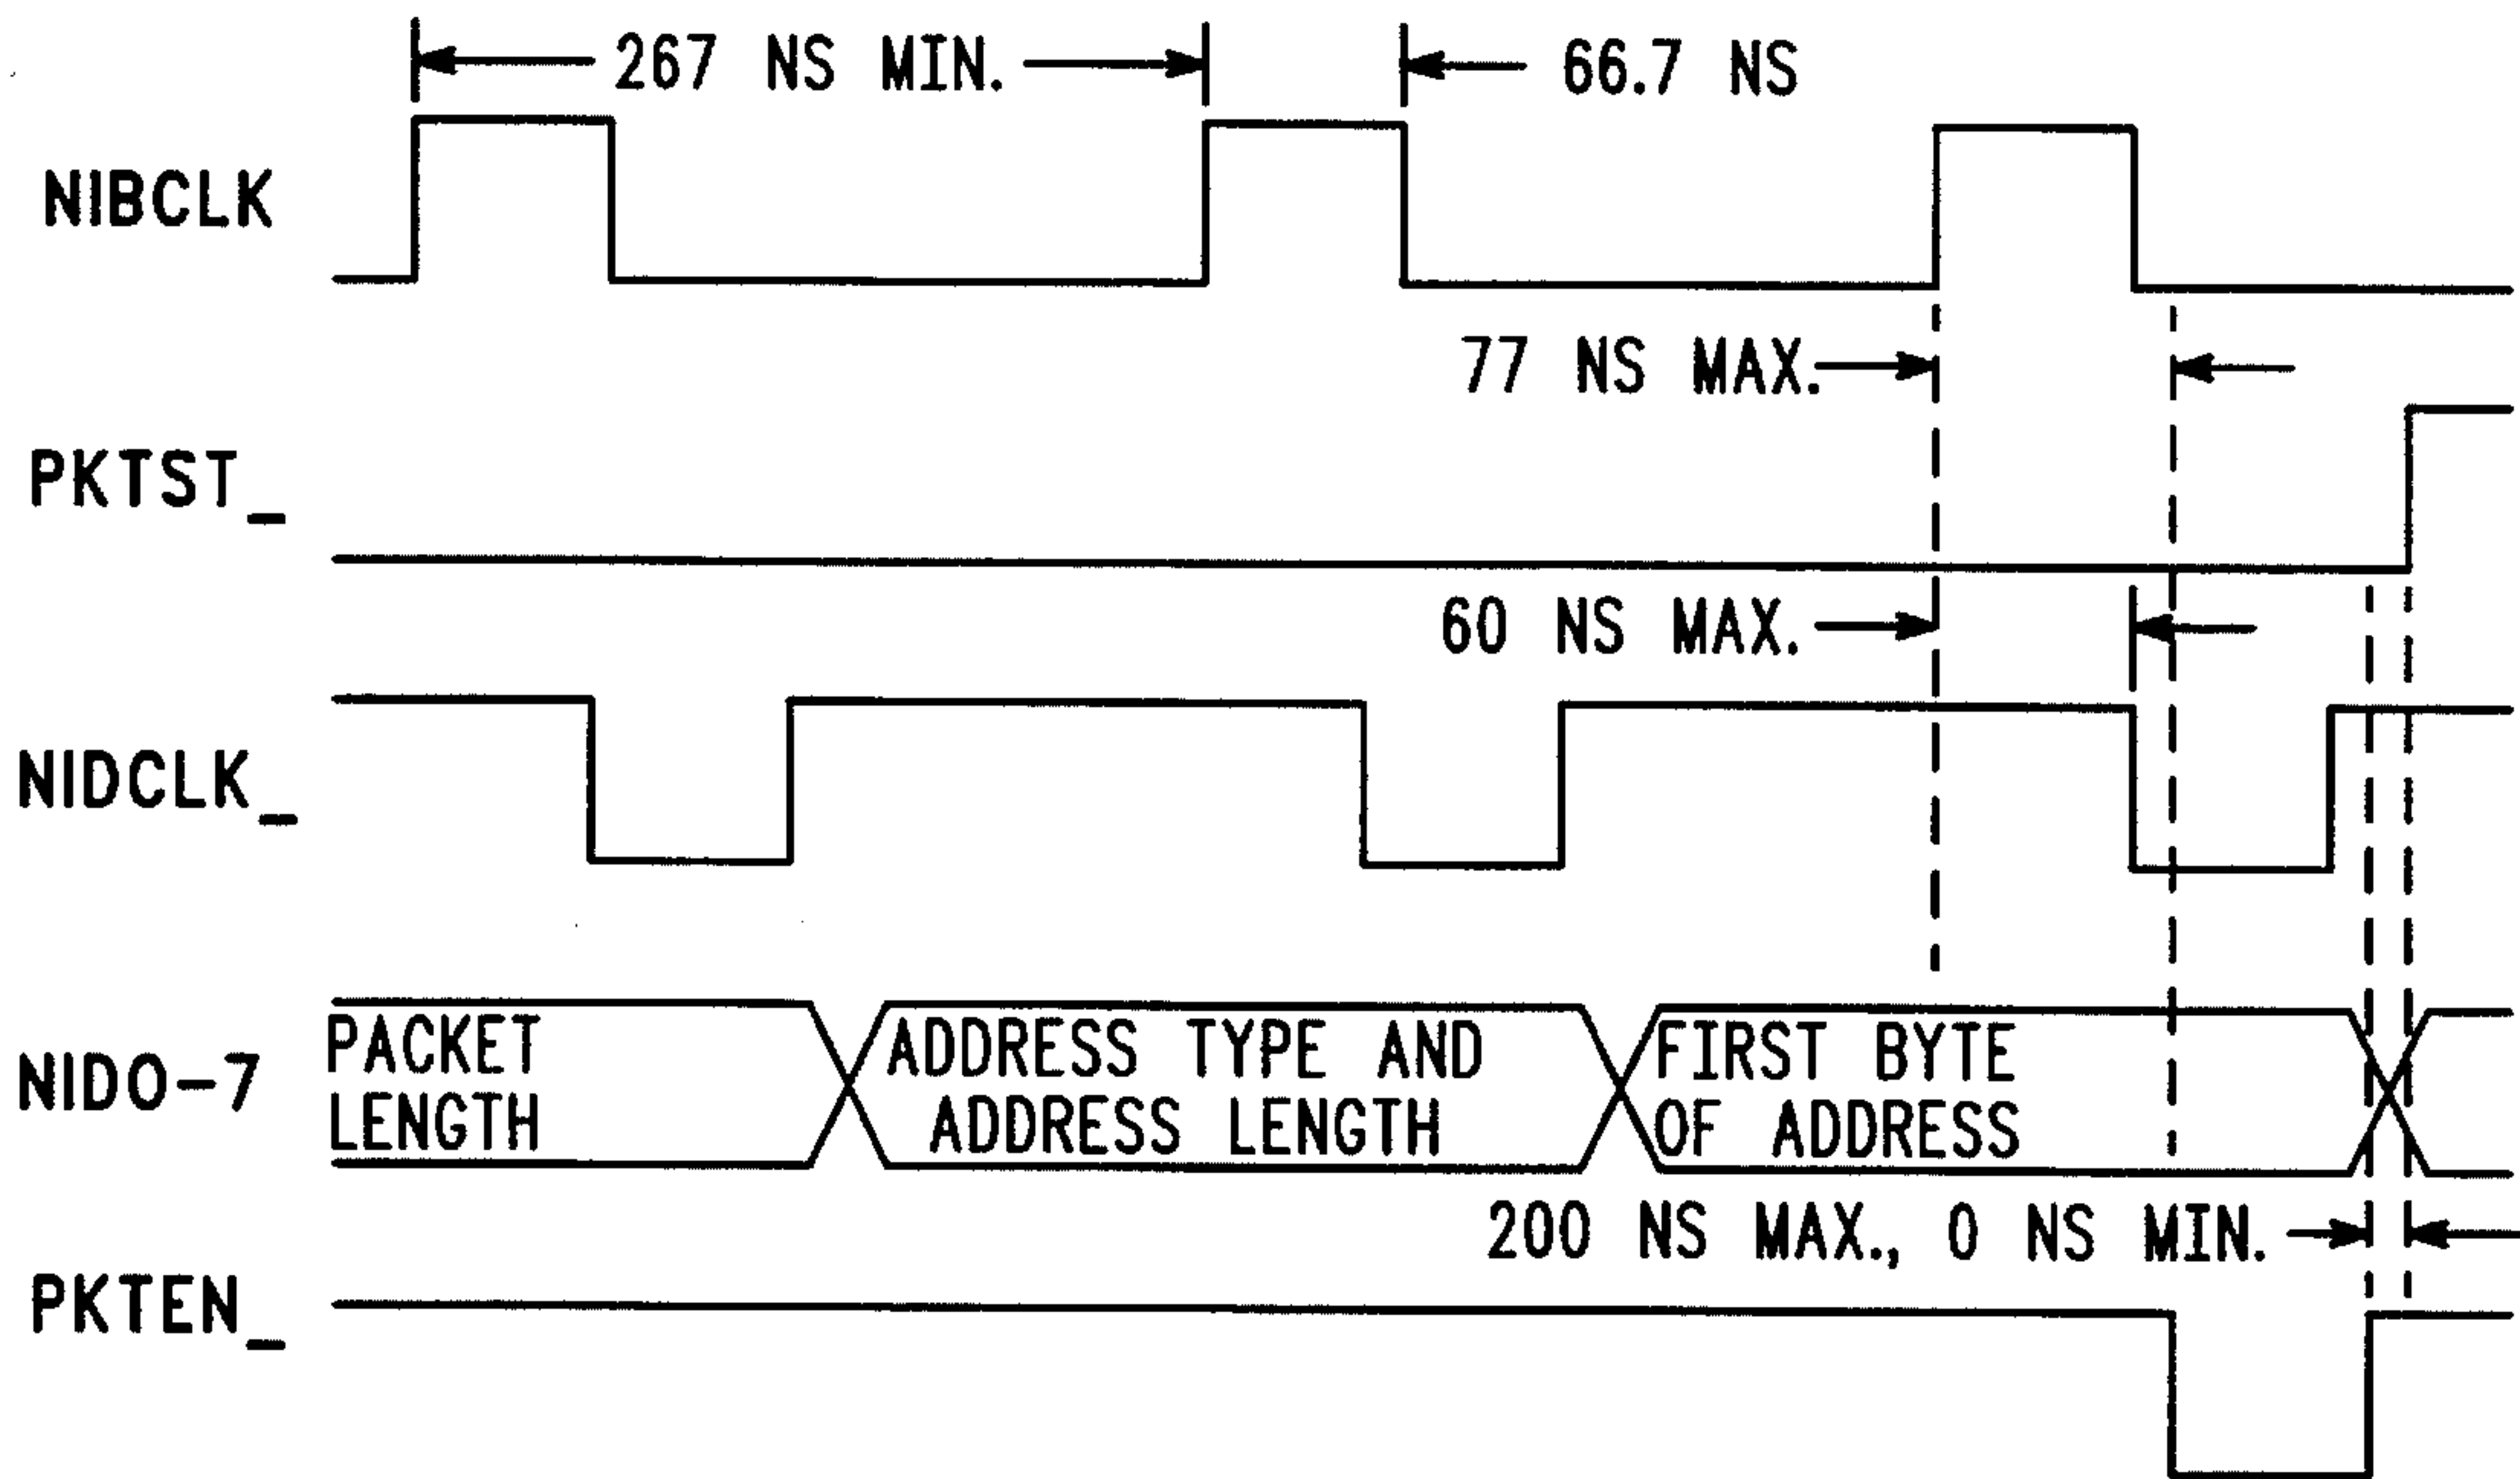 267 NS MIN.
66.7 NS
NIBCLK
77 NS MAX.
PKTST_
60 NS MAX.
NIDCLK_
PACKET
LENGTH
ADDRESS TYPE AND
ADDRESS LENGTH
FIRST BYTE
OF ADDRESS
NIDO-7
200 NS MAX., 0 NS MIN.
PKTEN_